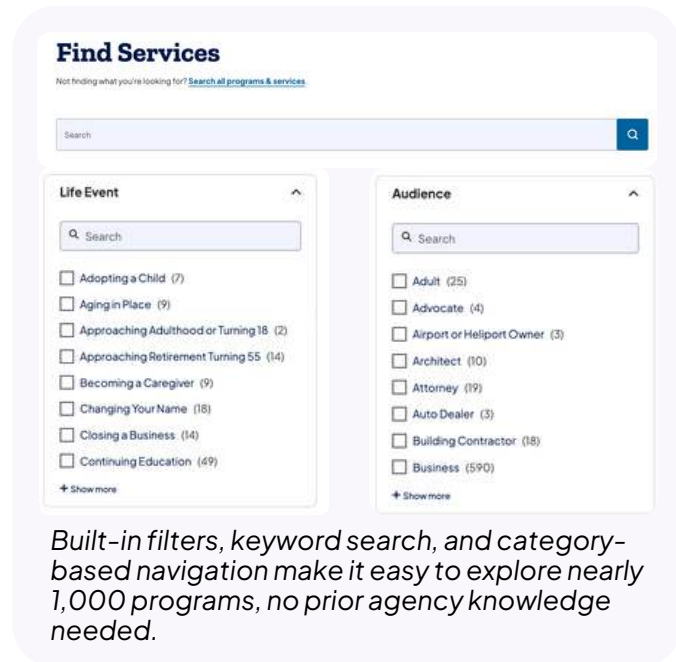 Find Services
Not finding what you're looking for? Search all programs & services.
Search
Life Event
Search
Adopting a Child (7)
Aging in Place (9)
Approaching Adulthood or Turning 18 (2)
Approaching Retirement Turning 55 (14)
Becoming a Caregiver (9)
Changing Your Name (18)
Closing a Business (14)
Continuing Education (49)
+ Show more
Audience
Search
Adult (25)
Advocate (4)
Airport or Heliport Owner (3)
Architect (10)
Attorney (19)
Auto Dealer (3)
Building Contractor (18)
Business (590)
+ Show more
Built-in filters, keyword search, and category-
based navigation make it easy to explore nearly
1,000 programs, no prior agency knowledge
needed.